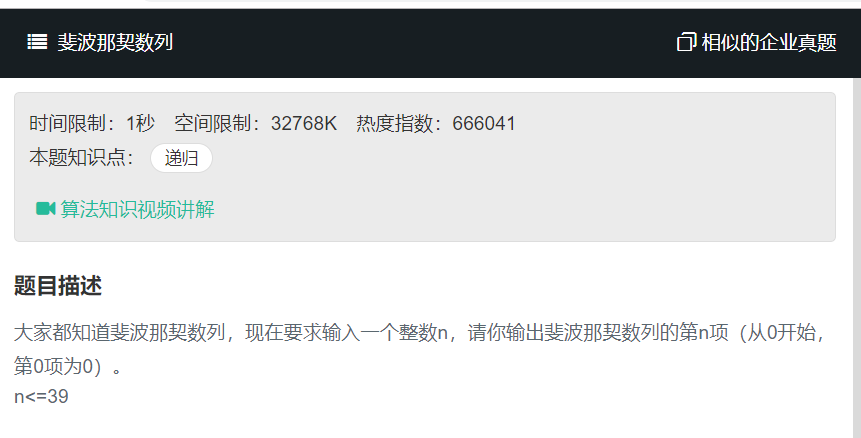 斐波那契数列 相似的企业真题
时间限制：1秒 空间限制：32768K 热度指数：666041
本题知识点： 递归
算法知识视频讲解
题目描述
大家都知道斐波那契数列，现在要求输入一个整数n，请你输出斐波那契数列的第n项（从0开始，
第0项为0）。
n<=39